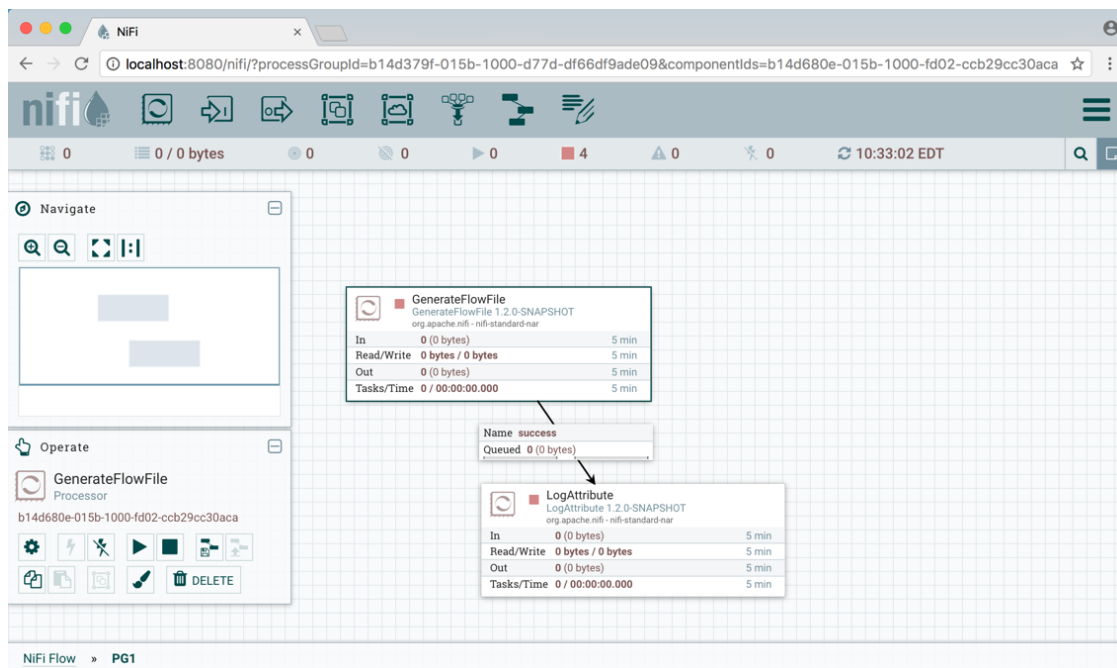 NiFi
localhost:8080/nifi/?processGroupId=b14d379f-015b-1000-d77d-df66df9ade09&componentIds=b14d680e-015b-1000-fd02-ccb29cc30aca
nifi
0 0 / 0 bytes 0 0 0 4 0 0 10:33:02 EDT
Navigate
GenerateFlowFile
GenerateFlowFile 1.2.0-SNAPSHOT
org.apache.nifi - nifi-standard-nar
In 0 (0 bytes) 5 min
Read/Write 0 bytes / 0 bytes 5 min
Out 0 (0 bytes) 5 min
Tasks/Time 0 / 00:00:00.000 5 min
Name success
Queued 0 (0 bytes)
Operate
GenerateFlowFile
Processor
b14d680e-015b-1000-fd02-ccb29cc30aca
DELETE
LogAttribute
LogAttribute 1.2.0-SNAPSHOT
org.apache.nifi - nifi-standard-nar
In 0 (0 bytes) 5 min
Read/Write 0 bytes / 0 bytes 5 min
Out 0 (0 bytes) 5 min
Tasks/Time 0 / 00:00:00.000 5 min
NiFi Flow » PG1